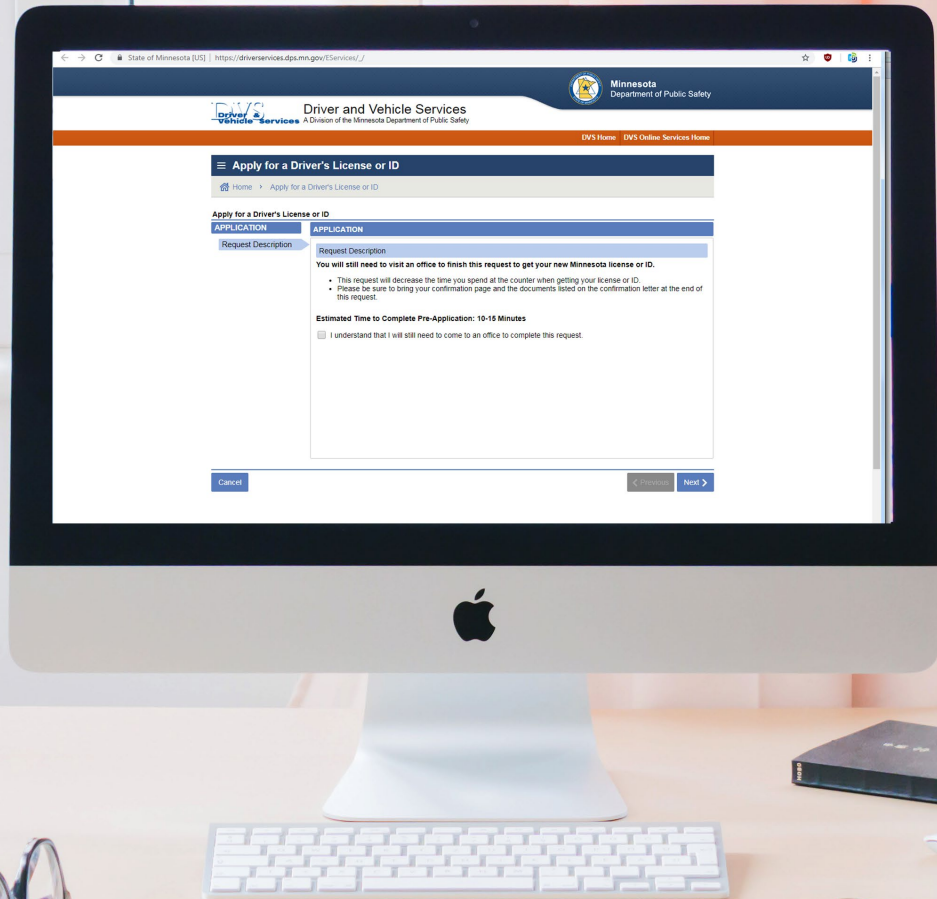 State of Minnesota [US] | https://driverservices.dps.mn.gov/EServices/_/
Minnesota
Department of Public Safety
DVS
Driver &
Vehicle Services
Driver and Vehicle Services
A Division of the Minnesota Department of Public Safety
DVS Home DVS Online Services Home
Apply for a Driver's License or ID
Home Apply for a Driver's License or ID
Apply for a Driver's License or ID
APPLICATION
Request Description
APPLICATION
Request Description
You will still need to visit an office to finish this request to get your new Minnesota license or ID.
• This request will decrease the time you spend at the counter when getting your license or ID.
• Please be sure to bring your confirmation page and the documents listed on the confirmation letter at the end of
this request.
Estimated Time to Complete Pre-Application: 10-15 Minutes
I understand that I will still need to come to an office to complete this request.
Cancel
Previous
Next